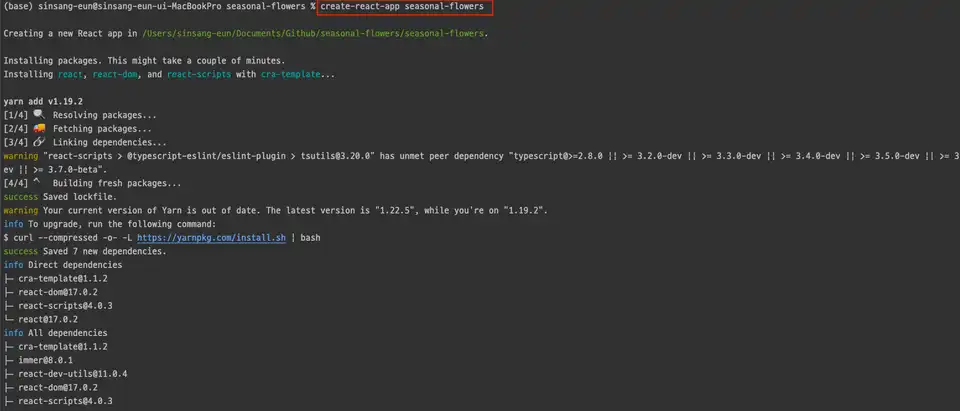 (base) sinsang-eun@sinsang-eun-ui-MacBookPro seasonal-flowers % create-react-app seasonal-flowers
Creating a new React app in /Users/sinsang-eun/Documents/Github/seasonal-flowers/seasonal-flowers.
Installing packages. This might take a couple of minutes.
Installing react, react-dom, and react-scripts with cra-template...
yarn add v1.19.2
[1/4] Resolving packages...
[2/4] Fetching packages...
[3/4] Linking dependencies...
warning "react-scripts > @typescript-eslint/eslint-plugin > tsutils@3.20.0" has unmet peer dependency "typescript@>=2.8.0 || >= 3.2.0-dev || >= 3.3.0-dev || >= 3.4.0-dev || >= 3.5.0-dev || >= 3
ev || >= 3.7.0-beta".
[4/4] Building fresh packages...
success Saved lockfile.
warning Your current version of Yarn is out of date. The latest version is "1.22.5", while you're on "1.19.2".
info To upgrade, run the following command:
$ curl --compressed -o- -L https://yarnpkg.com/install.sh | bash
success Saved 7 new dependencies.
info Direct dependencies
├─ cra-template@1.1.2
├─ react-dom@17.0.2
├─ react-scripts@4.0.3
└─ react@17.0.2
info All dependencies
├─ cra-template@1.1.2
├─ immer@8.0.1
├─ react-dev-utils@11.0.4
├─ react-dom@17.0.2
├─ react-scripts@4.0.3